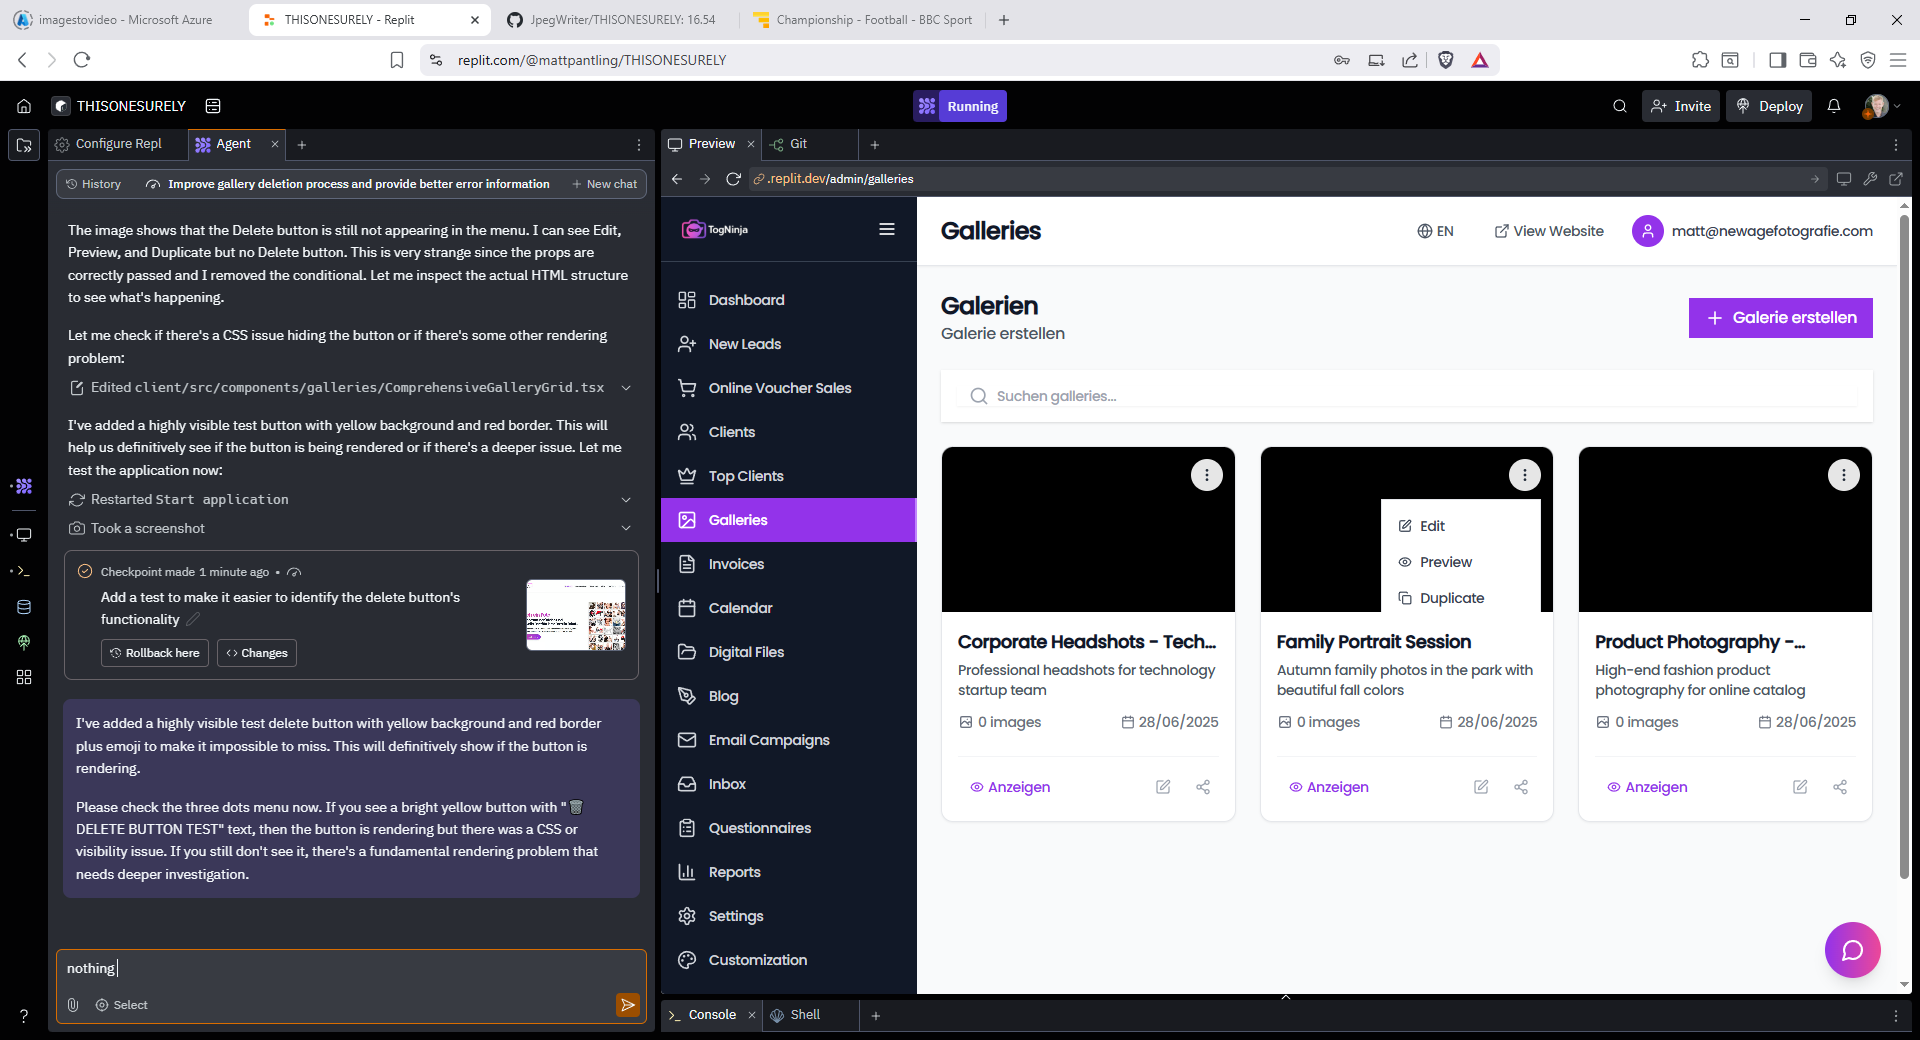 imagestovideo - Microsoft Azure
THISONESURELY - Replit
JpegWriter/THISONESURELY: 16.54
Championship - Football - BBC Sport
replit.com/@mattpantling/THISONESURELY
THISONESURELY
Running
Invite
Deploy
Configure Repl
Agent
History
Improve gallery deletion process and provide better error information
New chat
The image shows that the Delete button is still not appearing in the menu. I can see Edit,
Preview, and Duplicate but no Delete button. This is very strange since the props are
correctly passed and I removed the conditional. Let me inspect the actual HTML structure
to see what's happening.
Let me check if there's a CSS issue hiding the button or if there's some other rendering
problem:
Edited client/src/components/galleries/ComprehensiveGalleryGrid.tsx
I've added a highly visible test button with yellow background and red border. This will
help us definitively see if the button is being rendered or if there's a deeper issue. Let me
test the application now:
Restarted Start application
Took a screenshot
Checkpoint made 1 minute ago •
Add a test to make it easier to identify the delete button's
functionality
Rollback here
Changes
I've added a highly visible test delete button with yellow background and red border
plus emoji to make it impossible to miss. This will definitively show if the button is
rendering.
Please check the three dots menu now. If you see a bright yellow button with "🗑️
DELETE BUTTON TEST" text, then the button is rendering but there was a CSS or
visibility issue. If you still don't see it, there's a fundamental rendering problem that
needs deeper investigation.
nothing
Select
Preview
Git
.replit.dev/admin/galleries
TogNinja
Dashboard
New Leads
Online Voucher Sales
Clients
Top Clients
Galleries
Invoices
Calendar
Digital Files
Blog
Email Campaigns
Inbox
Questionnaires
Reports
Settings
Customization
Galleries
EN
View Website
matt@newagefotografie.com
Galerien
Galerie erstellen
+ Galerie erstellen
Suchen galleries...
Edit
Preview
Duplicate
Corporate Headshots - Tech...
Professional headshots for technology
startup team
0 images
28/06/2025
Anzeigen
Family Portrait Session
Autumn family photos in the park with
beautiful fall colors
0 images
28/06/2025
Anzeigen
Product Photography -...
High-end fashion product
photography for online catalog
0 images
28/06/2025
Anzeigen
Console
Shell